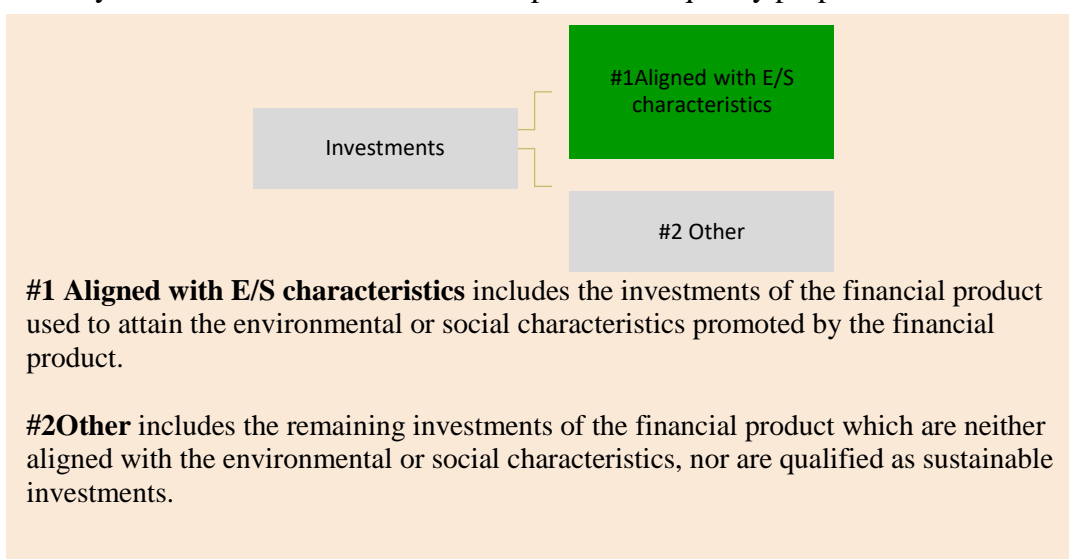 #1Aligned with E/S
characteristics
Investments
#2 Other
#1 Aligned with E/S characteristics includes the investments of the financial product
used to attain the environmental or social characteristics promoted by the financial
product.
#2Other includes the remaining investments of the financial product which are neither
aligned with the environmental or social characteristics, nor are qualified as sustainable
investments.